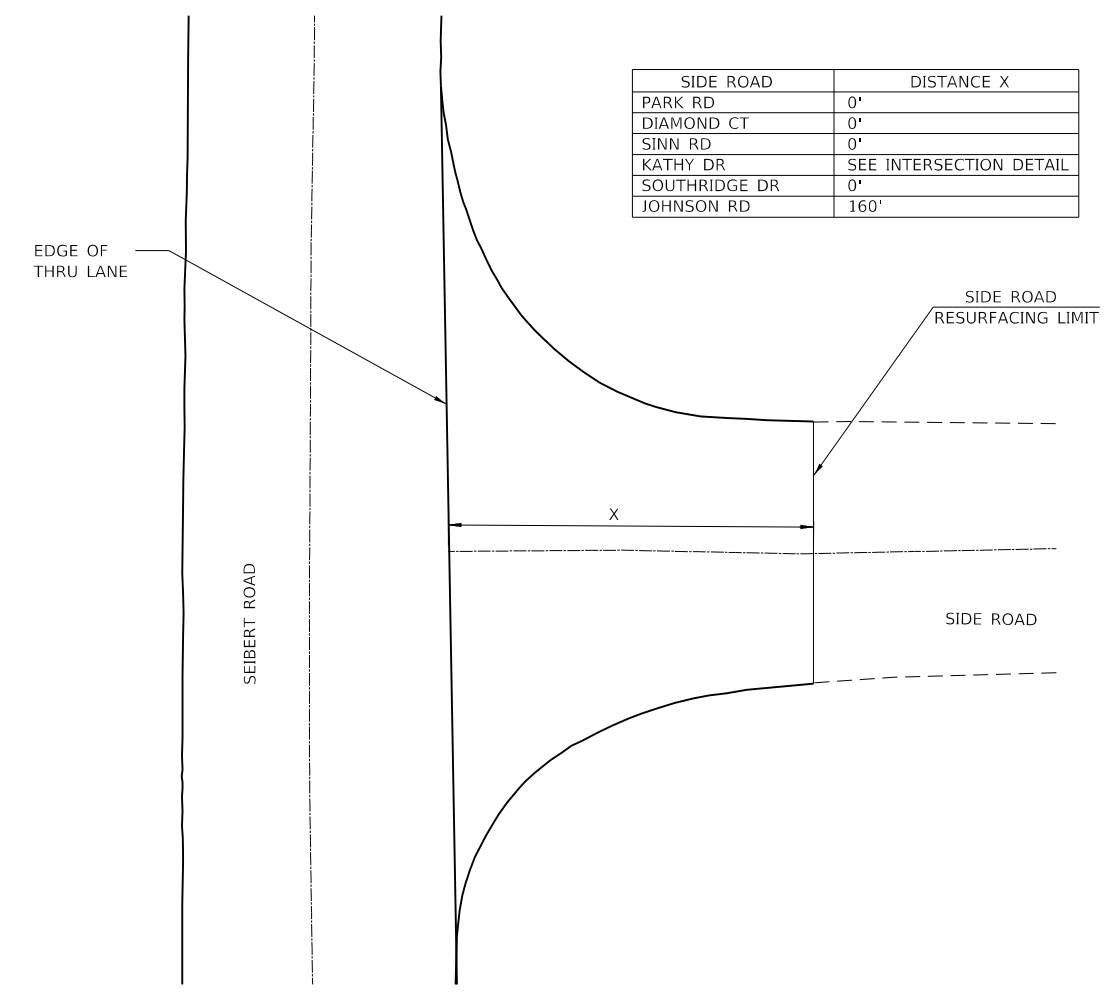 SIDE ROAD DISTANCE X
PARK RD 0'
DIAMOND CT 0'
SINN RD 0'
KATHY DR SEE INTERSECTION DETAIL
SOUTHRIDGE DR 0'
JOHNSON RD 160'
EDGE OF
THRU LANE
SIDE ROAD
RESURFACING LIMIT
X
SEIBERT ROAD
SIDE ROAD